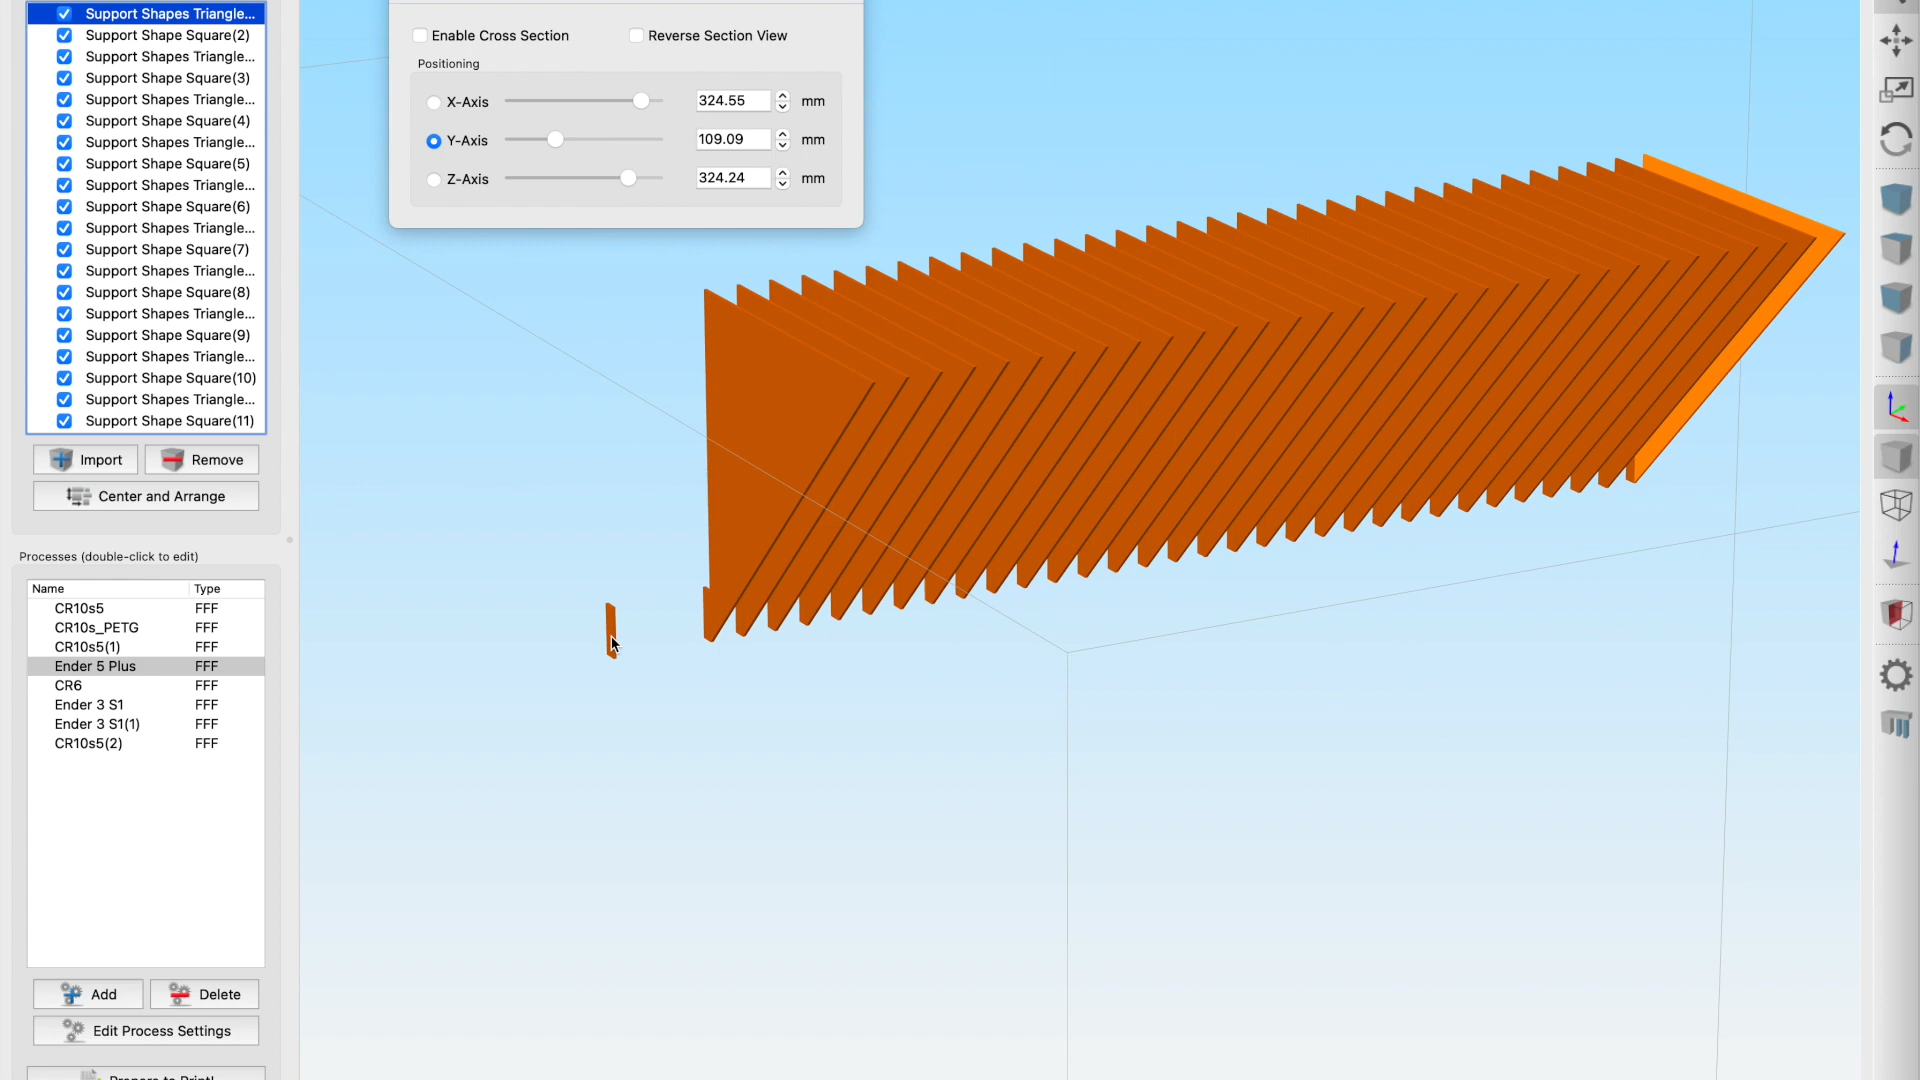 Support Shapes Triangle...
Support Shape Square(2)
Support Shapes Triangle...
Support Shape Square(3)
Support Shapes Triangle...
Support Shape Square(4)
Support Shapes Triangle...
Support Shape Square(5)
Support Shapes Triangle...
Support Shape Square(6)
Support Shapes Triangle...
Support Shape Square(7)
Support Shapes Triangle...
Support Shape Square(8)
Support Shapes Triangle...
Support Shape Square(9)
Support Shapes Triangle...
Support Shape Square(10)
Support Shapes Triangle...
Support Shape Square(11)
Import Remove
Center and Arrange
Processes (double-click to edit)
Name Type
CR10s5 FFF
CR10s_PETG FFF
CR10s5(1) FFF
Ender 5 Plus FFF
CR6 FFF
Ender 3 S1 FFF
Ender 3 S1(1) FFF
CR10s5(2) FFF
Add Delete
Edit Process Settings
Prepare to Print!
Enable Cross Section Reverse Section View
Positioning
X-Axis 324.55 mm
Y-Axis 109.09 mm
Z-Axis 324.24 mm